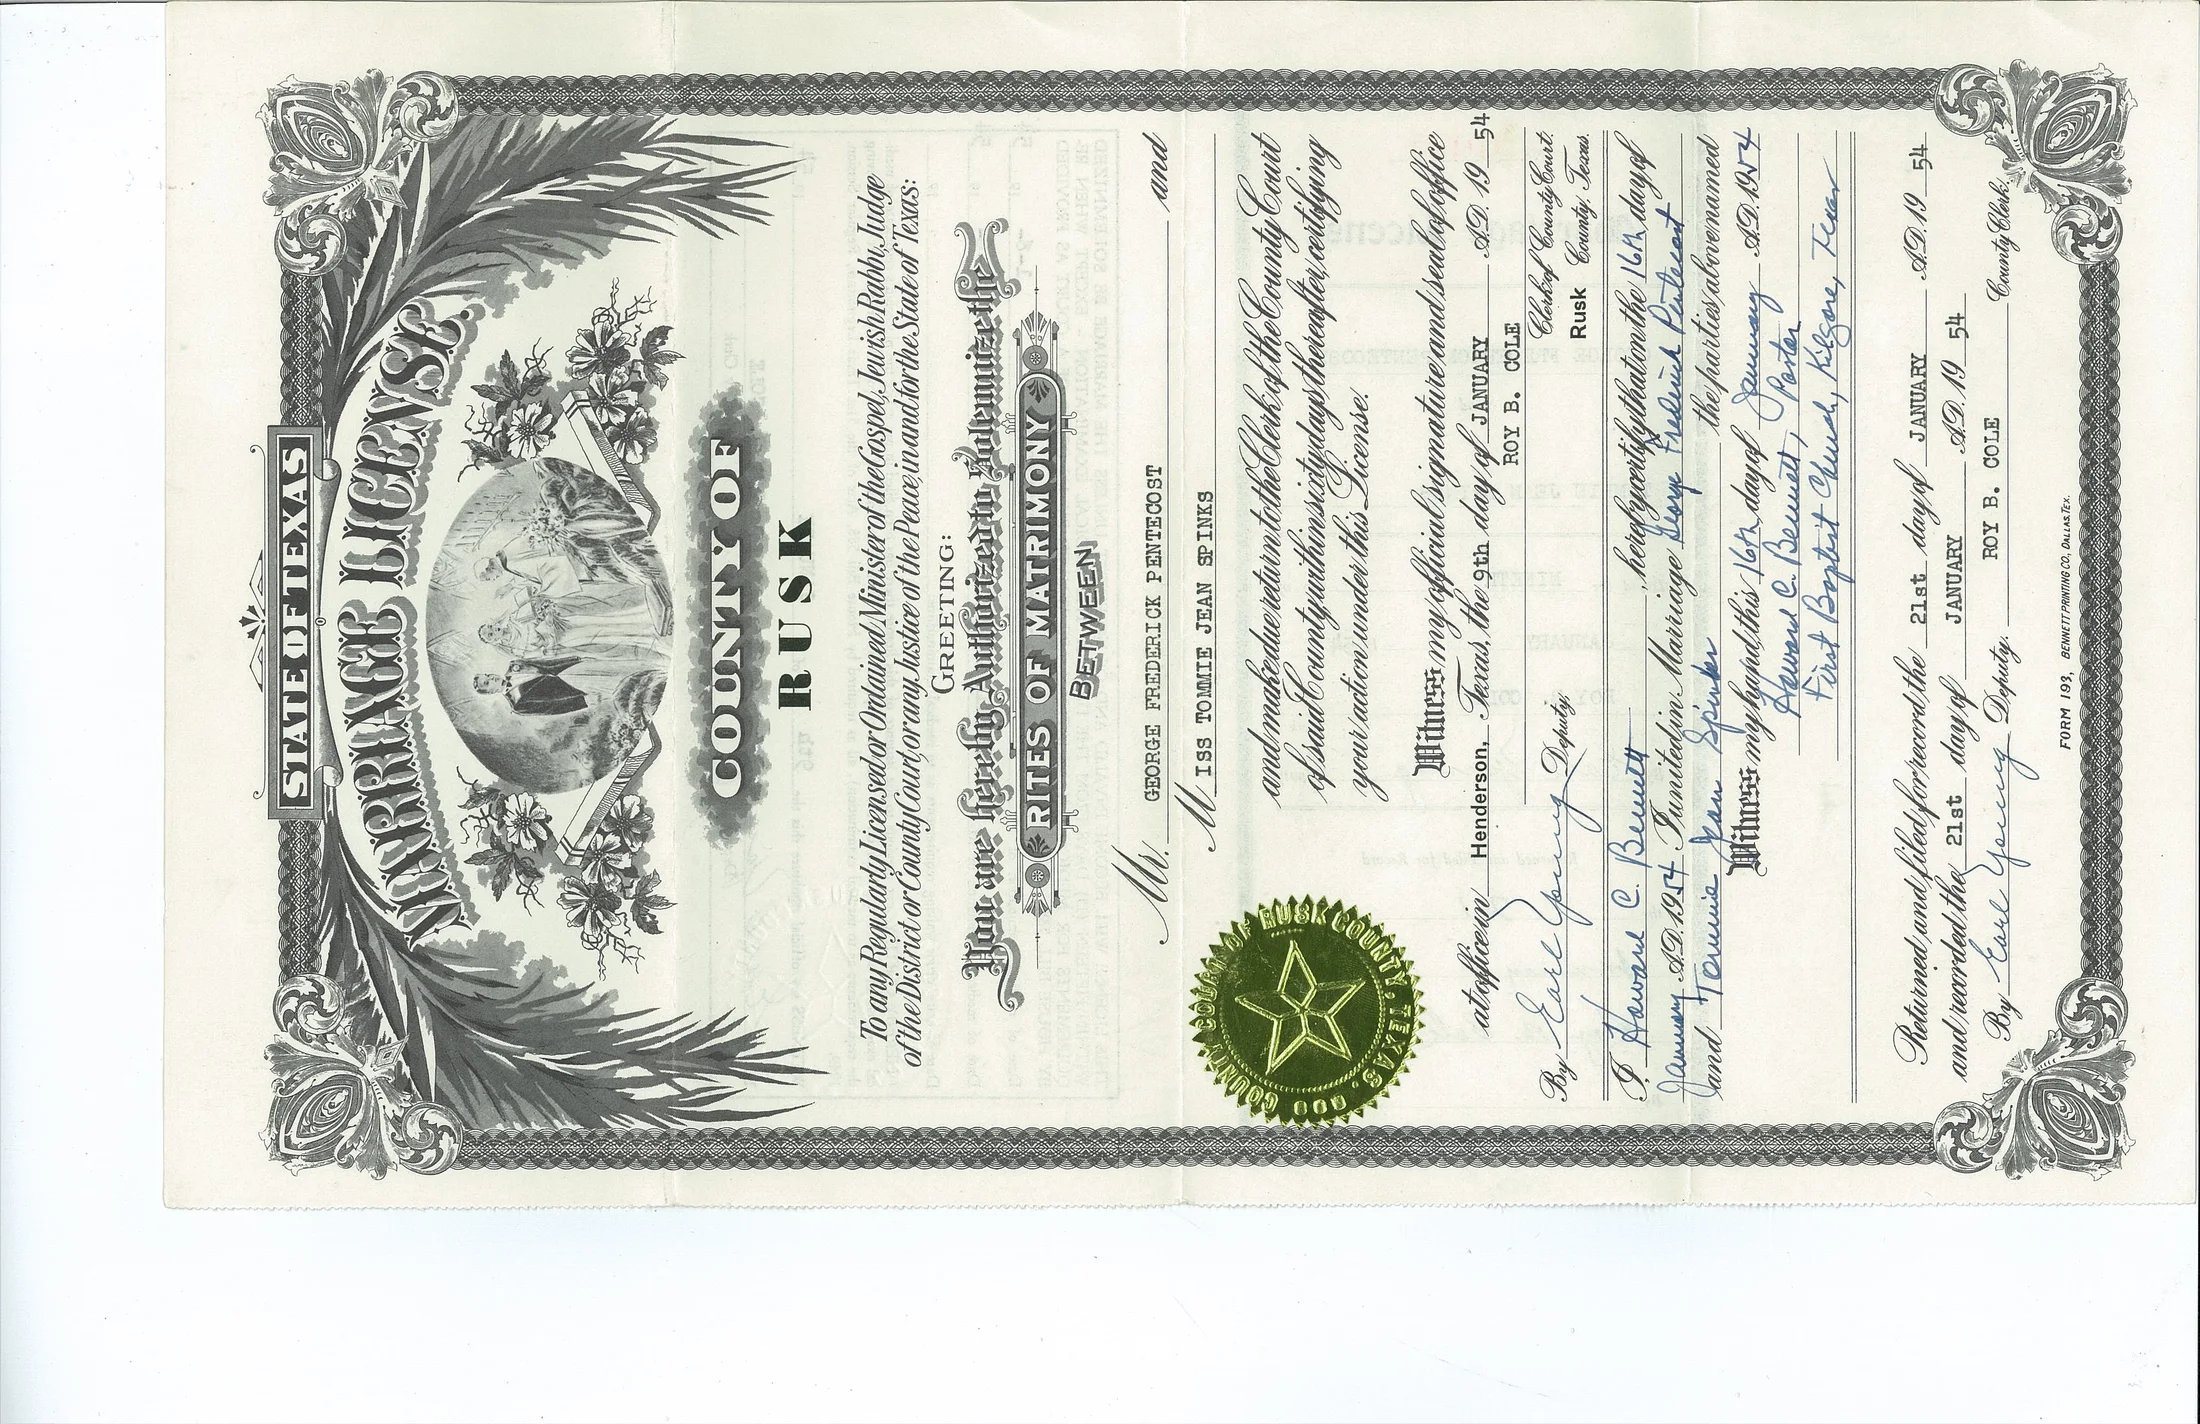 STATE OF TEXAS
MARRIAGE LICENSE.
COUNTY OF
RUSK
To any Regularly Licensed or Ordained Minister of the Gospel, Jewish Rabbi, Judge
of the District or County Court, or any Justice of the Peace, in and for the State of Texas:
GREETING:
You are hereby Authorized to Solemnize the
RITES OF MATRIMONY
BETWEEN
Mr. GEORGE FREDERICK PENTECOST and
M ISS TOMMIE JEAN SPINKS
and make due return to the Clerk of the County Court
of said County within sixty days thereafter, certifying
your action under this License.
Witness my official signature and seal of office
at office in Henderson, Texas, the 9th day of JANUARY A.D. 19 54
ROY B. COLE
Clerk of County Court.
By Earl Young Deputy Rusk County, Texas.
COUNTY COURT OF RUSK COUNTY, TEXAS.
I, Howard C. Bennett, hereby certify that on the 16th day of
January A.D. 1954 I united in Marriage George Frederick Pentecost
and Tommie Jean Spinks the parties above named
Witness my hand, this 16th day of January A.D. 1954
Howard C. Bennett, Pastor
First Baptist Church, Kilgore, Texas
Returned and filed for record the 21st day of JANUARY A.D. 19 54
and recorded the 21st day of JANUARY A.D. 19 54
ROY B. COLE County Clerk.
By Earl Young Deputy.
FORM 193, BENNETT PRINTING CO., DALLAS, TEX.